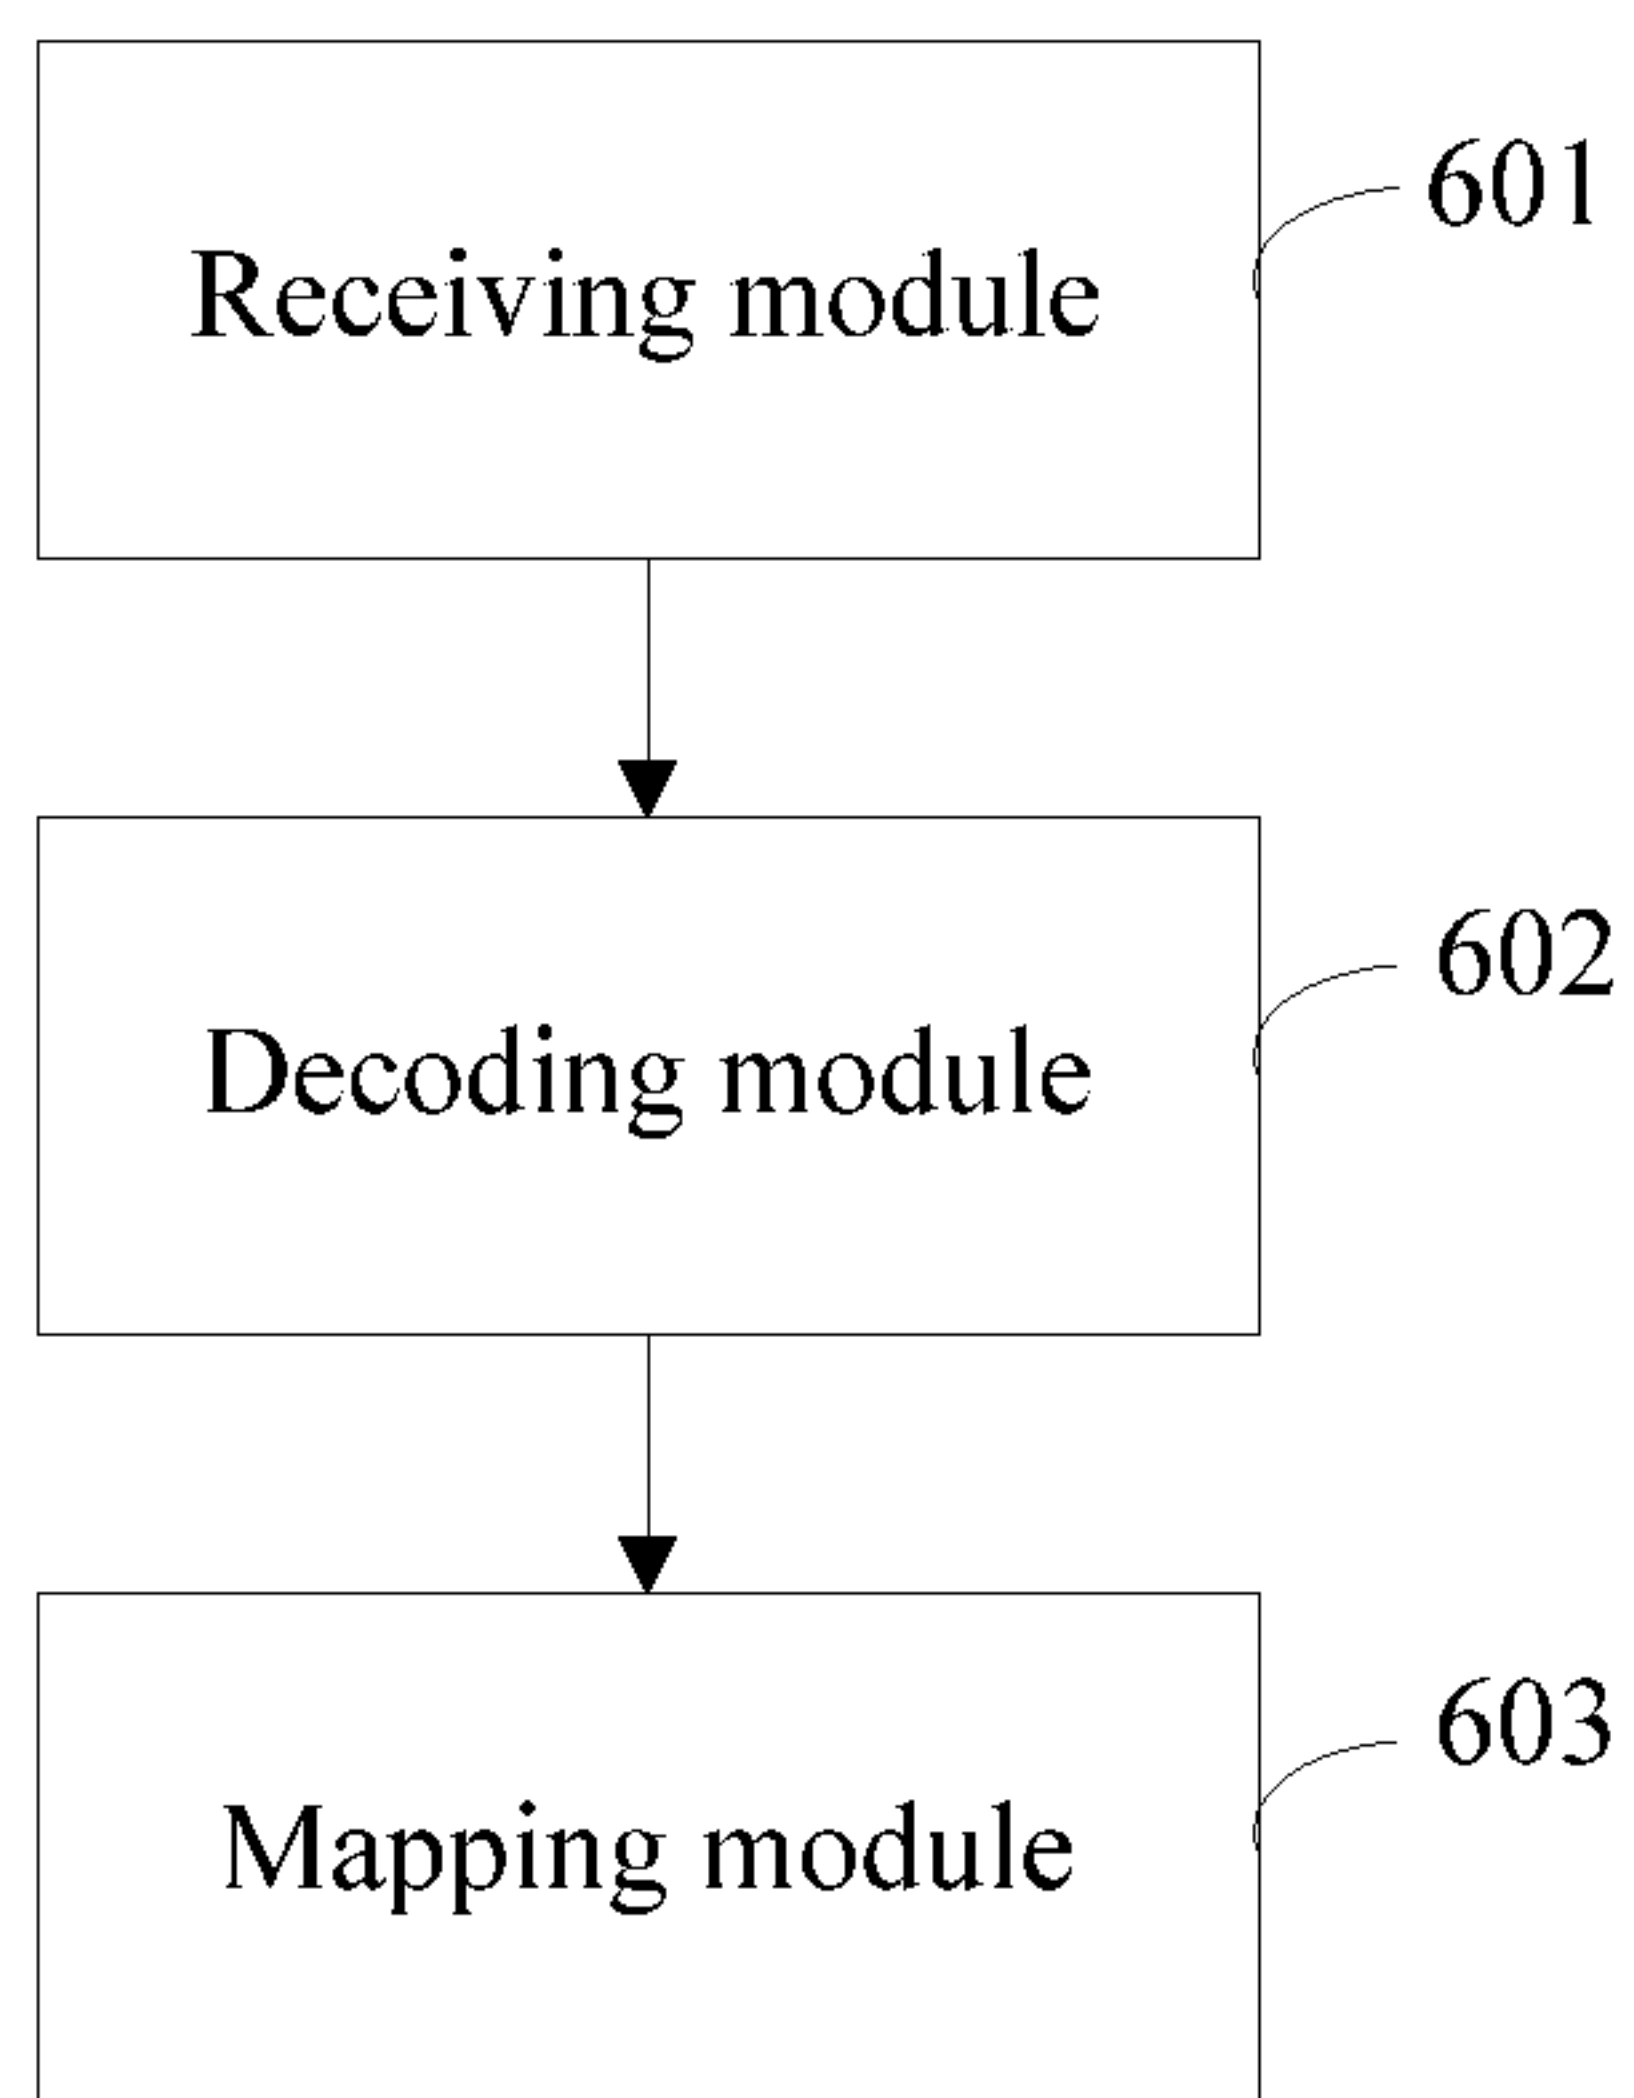 601
Receiving module
602
Decoding module
603
Mapping module